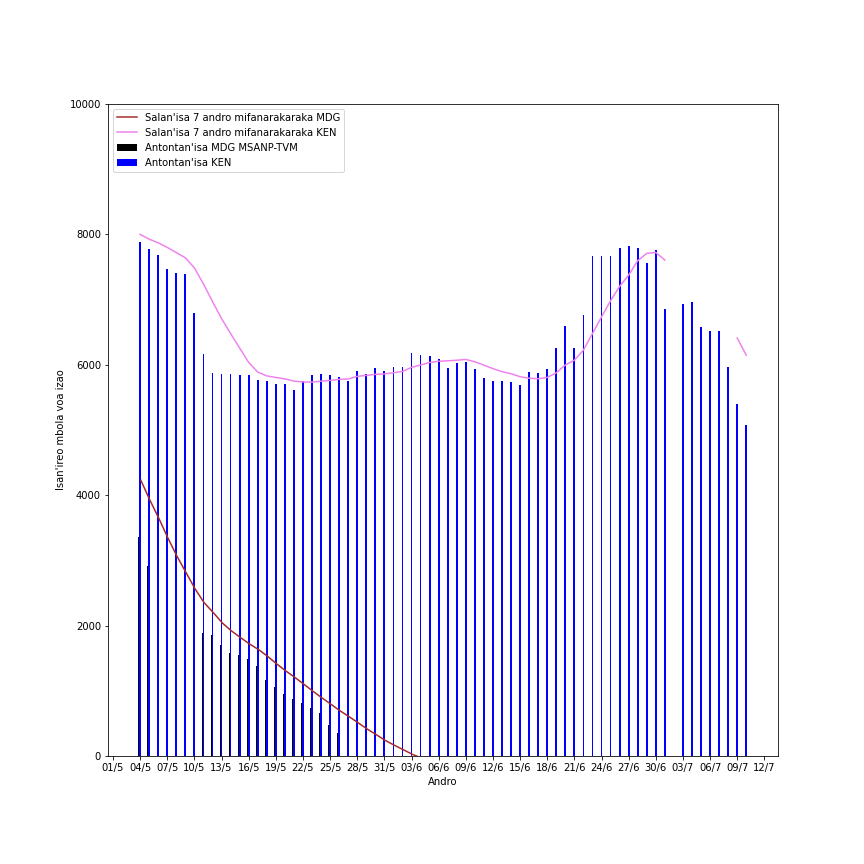 Salan'isa 7 andro mifanarakaraka MDG
Salan'isa 7 andro mifanarakaraka KEN
Antontan'isa MDG MSANP-TVM
Antontan'isa KEN
10000
8000
6000
4000
2000
0
Isan'ireo mbola voa izao
01/5 04/5 07/5 10/5 13/5 16/5 19/5 22/5 25/5 28/5 31/5 03/6 06/6 09/6 12/6 15/6 18/6 21/6 24/6 27/6 30/6 03/7 06/7 09/7 12/7
Andro